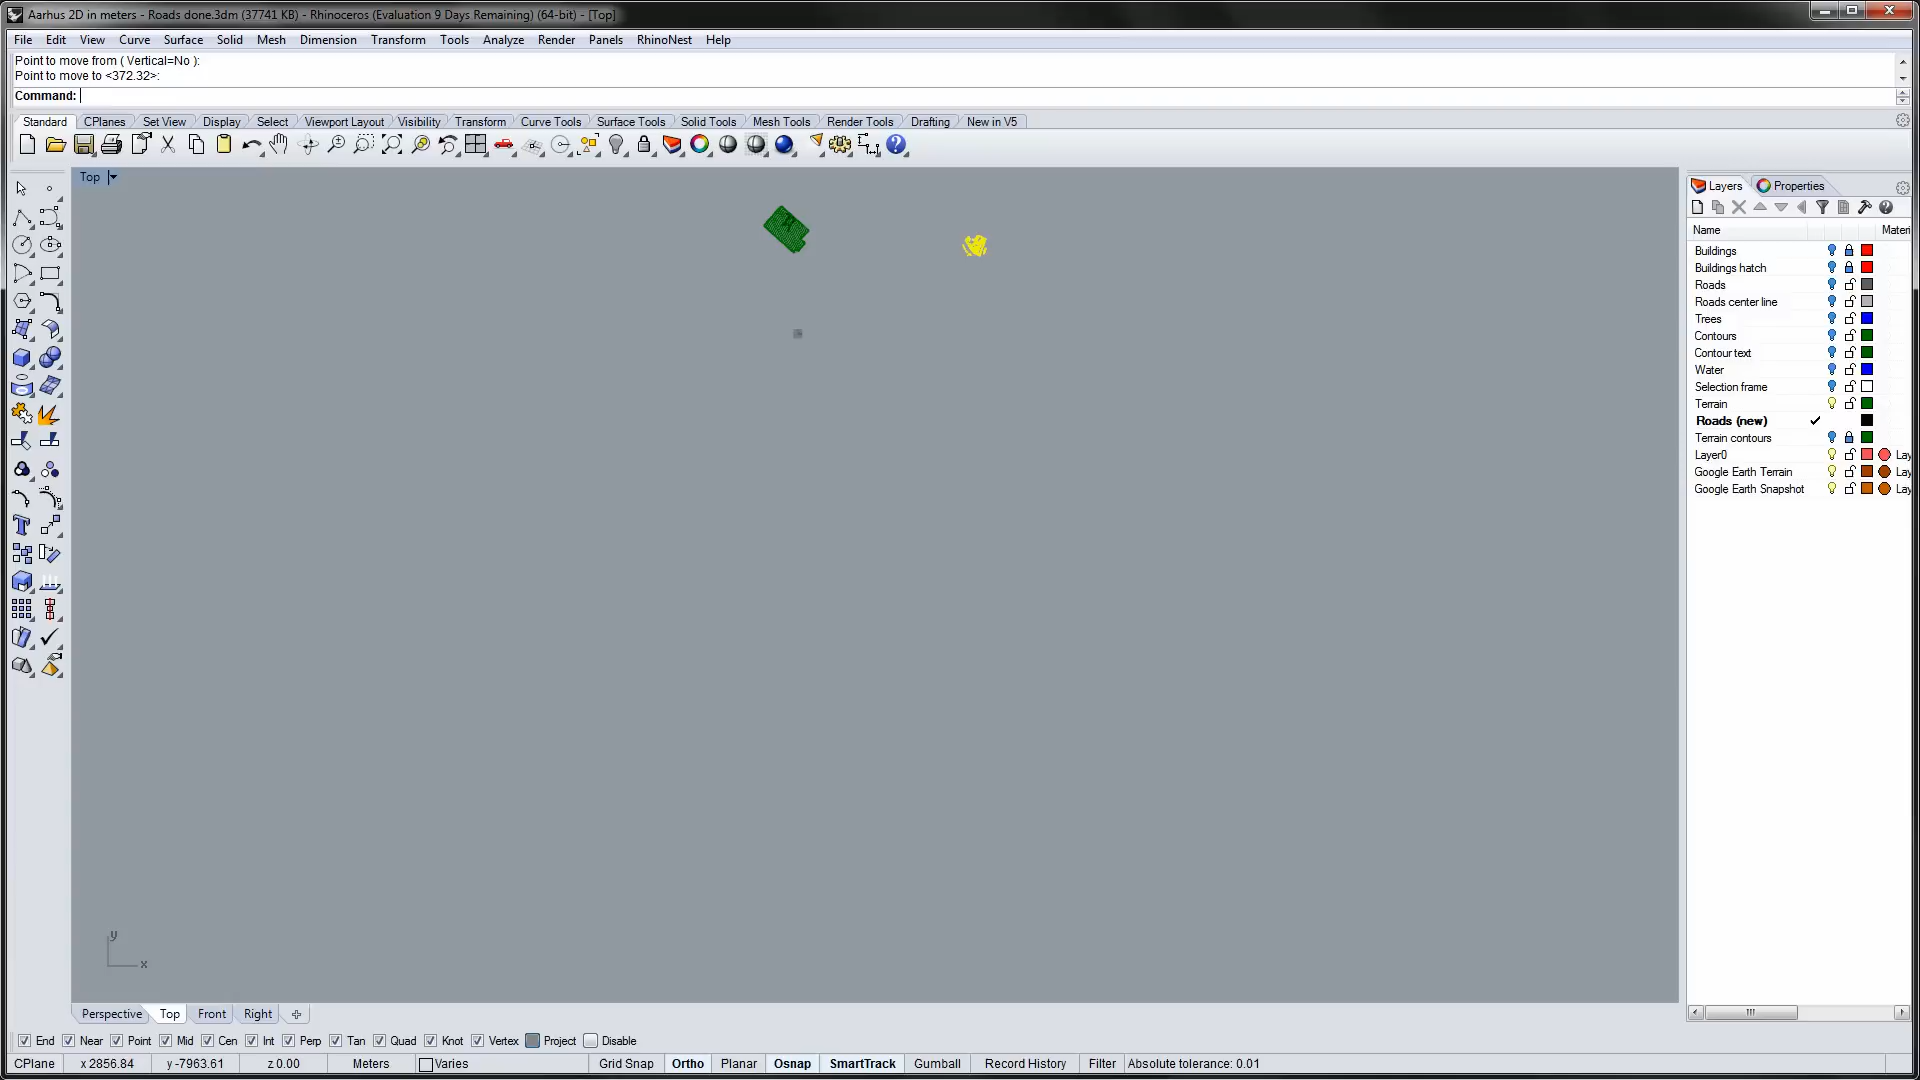 Aarhus 2D in meters - Roads done.3dm (37741 KB) - Rhinoceros (Evaluation 9 Days Remaining) (64-bit) - [Top]
File Edit View Curve Surface Solid Mesh Dimension Transform Tools Analyze Render Panels RhinoNest Help
Point to move from ( Vertical=No ):
Point to move to <372.32>:
Command:
Standard CPlanes Set View Display Select Viewport Layout Visibility Transform Curve Tools Surface Tools Solid Tools Mesh Tools Render Tools Drafting New in V5
Top
Layers Properties
Name Materi
Buildings
Buildings hatch
Roads
Roads center line
Trees
Contours
Contour text
Water
Selection frame
Terrain
Roads (new)
Terrain contours
Layer0 Lay
Google Earth Terrain Lay
Google Earth Snapshot Lay
y
x
Perspective Top Front Right
End Near Point Mid Cen Int Perp Tan Quad Knot Vertex Project Disable
CPlane x 2856.84 y -7963.61 z 0.00 Meters Varies Grid Snap Ortho Planar Osnap SmartTrack Gumball Record History Filter Absolute tolerance: 0.01